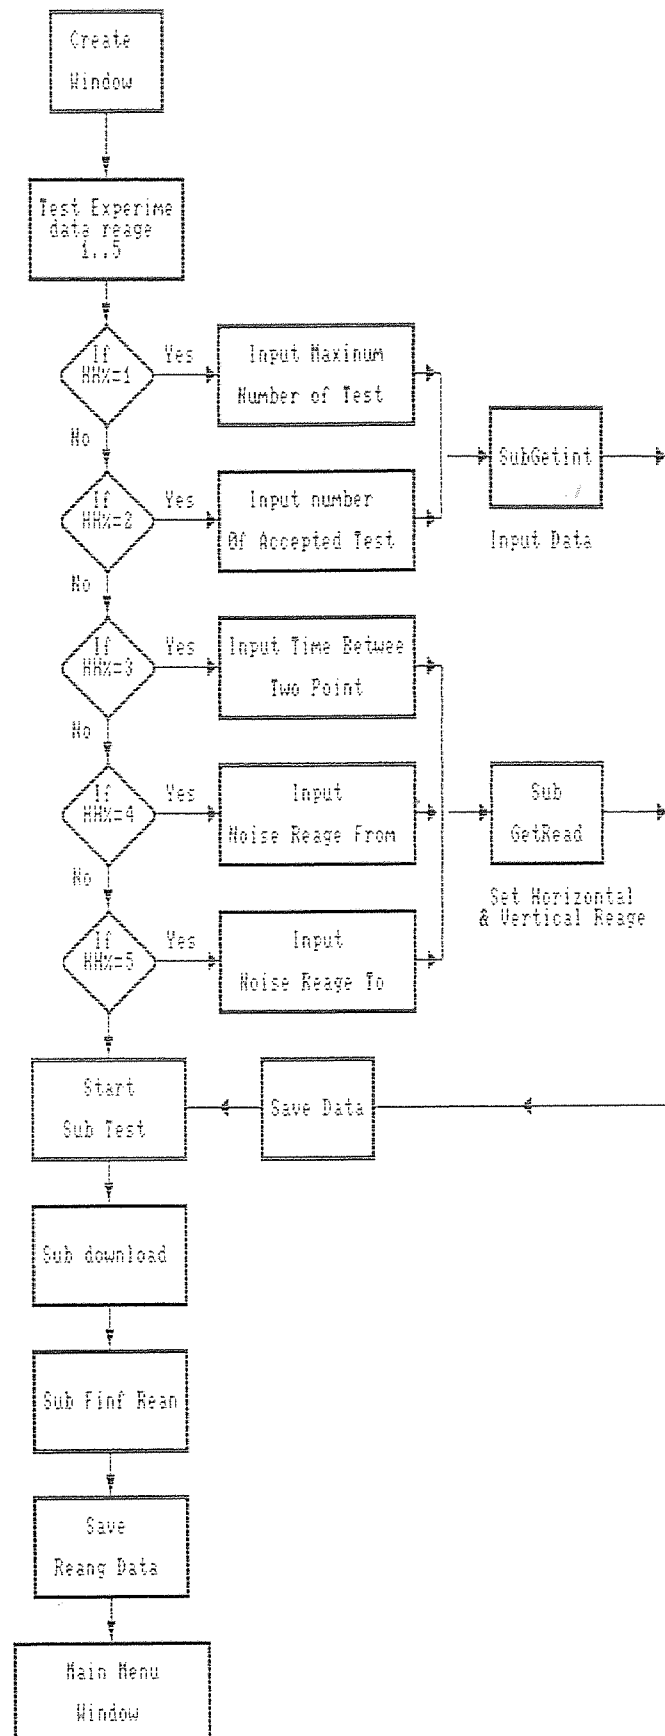 Create
Window
Test Experime
data reage
1..5
If
HH%=1
Yes
Input Maxinum
Number of Test
No
SubGetint
Input Data
If
HH%=2
Yes
Input number
Of Accepted Test
No
If
HH%=3
Yes
Input Time Betwee
Two Point
No
If
HH%=4
Yes
Input
Noise Reage From
Sub
GetRead
Set Horizontal
& Vertical Reage
No
If
HH%=5
Yes
Input
Noise Reage To
Start
Sub Test
Save Data
Sub download
Sub Finf Rean
Save
Reang Data
Main Menu
Window